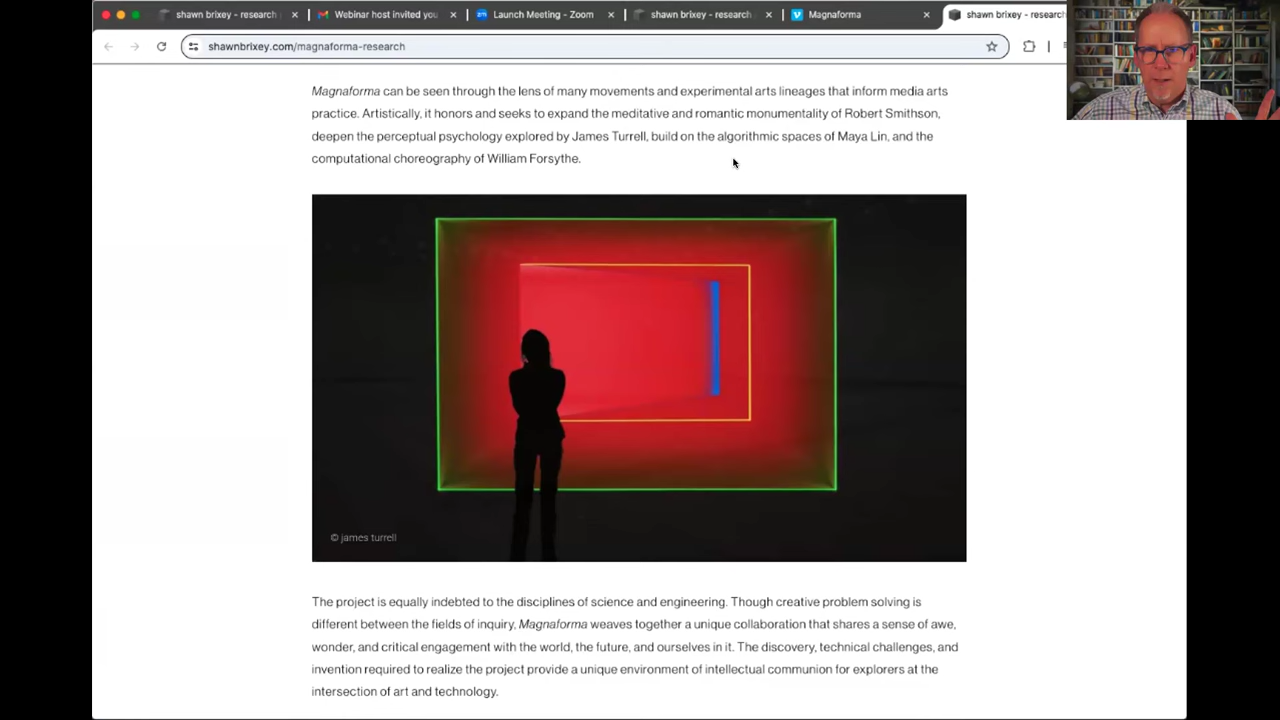 shawn brixey - research
Webinar host invited you
Launch Meeting - Zoom
shawn brixey - research
Magnaforma
shawn brixey - research
shawnbrixey.com/magnaforma-research
Magnaforma can be seen through the lens of many movements and experimental arts lineages that inform media arts
practice. Artistically, it honors and seeks to expand the meditative and romantic monumentality of Robert Smithson,
deepen the perceptual psychology explored by James Turrell, build on the algorithmic spaces of Maya Lin, and the
computational choreography of William Forsythe.
© james turrell
The project is equally indebted to the disciplines of science and engineering. Though creative problem solving is
different between the fields of inquiry, Magnaforma weaves together a unique collaboration that shares a sense of awe,
wonder, and critical engagement with the world, the future, and ourselves in it. The discovery, technical challenges, and
invention required to realize the project provide a unique environment of intellectual communion for explorers at the
intersection of art and technology.